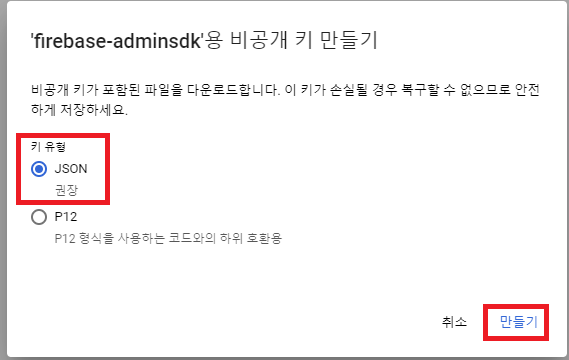 'firebase-adminsdk'용 비공개 키 만들기
비공개 키가 포함된 파일을 다운로드합니다. 이 키가 손실될 경우 복구할 수 없으므로 안전
하게 저장하세요.
키 유형
JSON
권장
P12
P12 형식을 사용하는 코드와의 하위 호환용
취소 만들기